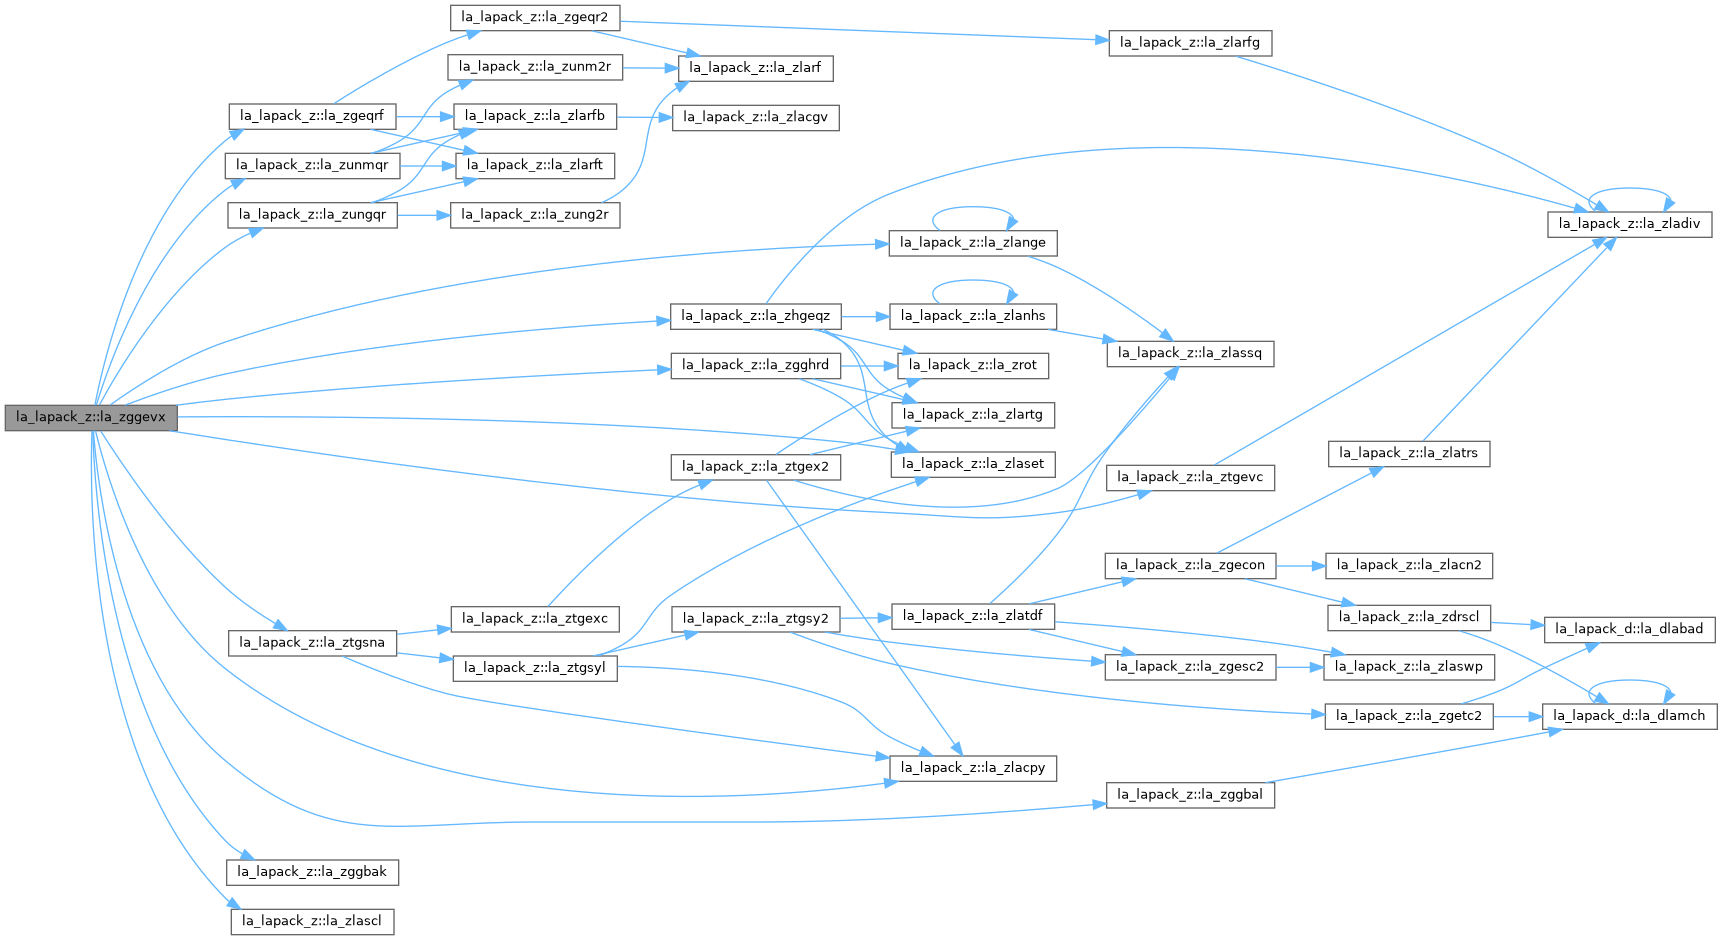 la_lapack_z::la_zgeqr2
la_lapack_z::la_zlarfg
la_lapack_z::la_zunm2r
la_lapack_z::la_zlarf
la_lapack_z::la_zgeqrf
la_lapack_z::la_zlarfb
la_lapack_z::la_zlacgv
la_lapack_z::la_zunmqr
la_lapack_z::la_zlarft
la_lapack_z::la_zungqr
la_lapack_z::la_zung2r
la_lapack_z::la_zladiv
la_lapack_z::la_zlange
la_lapack_z::la_zhgeqz
la_lapack_z::la_zlanhs
la_lapack_z::la_zlassq
la_lapack_z::la_zgghrd
la_lapack_z::la_zrot
la_lapack_z::la_zggevx
la_lapack_z::la_zlartg
la_lapack_z::la_zlatrs
la_lapack_z::la_ztgex2
la_lapack_z::la_zlaset
la_lapack_z::la_ztgevc
la_lapack_z::la_zgecon
la_lapack_z::la_zlacn2
la_lapack_z::la_ztgexc
la_lapack_z::la_ztgsy2
la_lapack_z::la_zlatdf
la_lapack_z::la_zdrscl
la_lapack_d::la_dlabad
la_lapack_z::la_ztgsna
la_lapack_z::la_ztgsyl
la_lapack_z::la_zgesc2
la_lapack_z::la_zlaswp
la_lapack_z::la_zgetc2
la_lapack_d::la_dlamch
la_lapack_z::la_zlacpy
la_lapack_z::la_zggbal
la_lapack_z::la_zggbak
la_lapack_z::la_zlascl